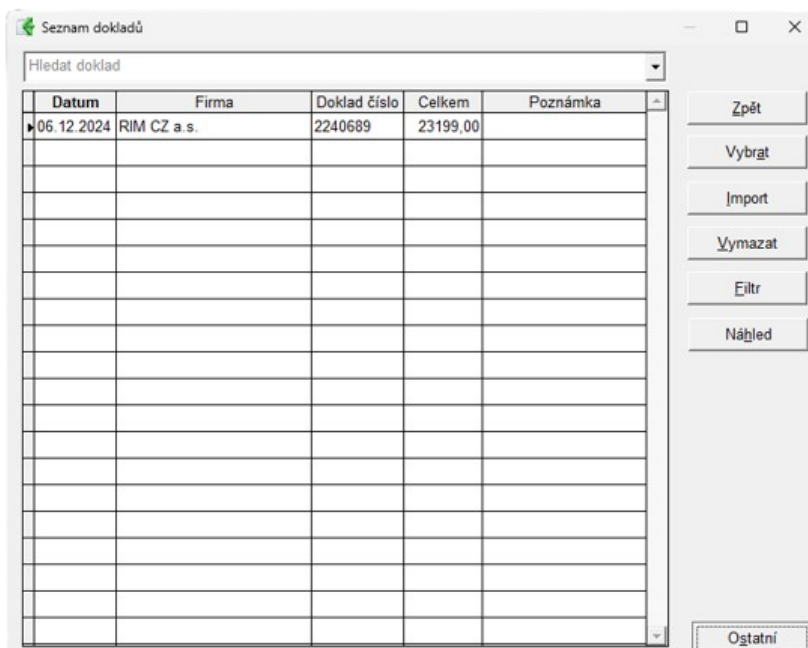 Seznam dokladů
Hledat doklad
Datum Firma Doklad číslo Celkem Poznámka
06.12.2024 RIM CZ a.s. 2240689 23199,00
Zpět
Vybrat
Import
Vymazat
Filtr
Náhled
Ostatní